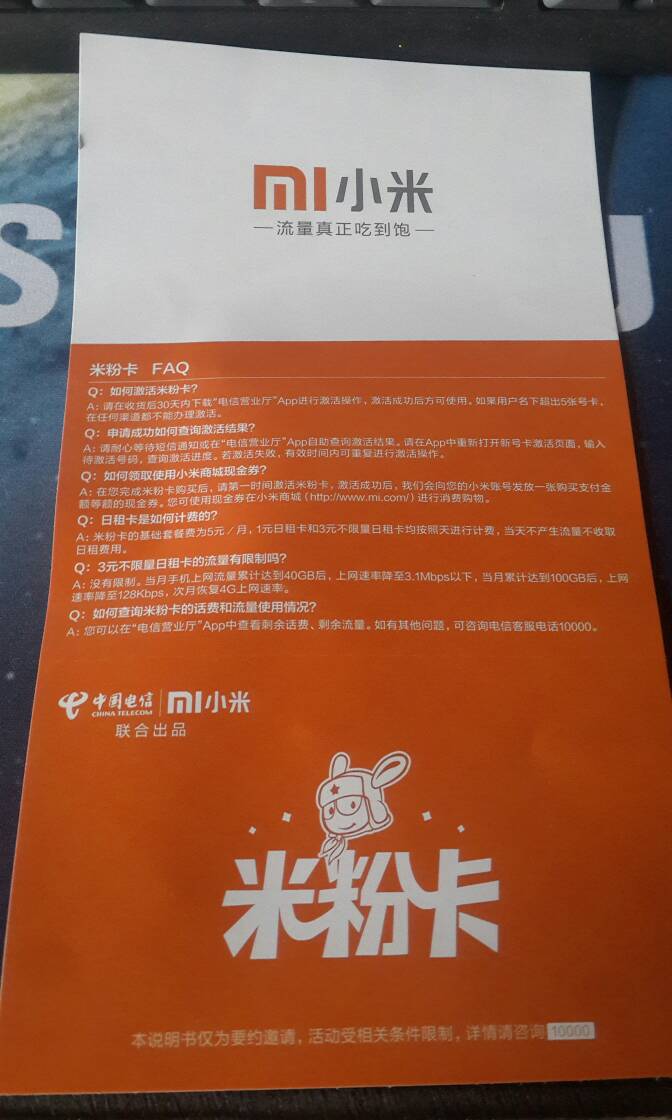 mi小米
—流量真正吃到饱—
S
U
米粉卡 FAQ
Q：如何激活米粉卡?
A：请在收货后30天内下载“电信营业厅”App进行激活操作，激活成功后方可使用。如果用户名下超出5张号卡，
在任何渠道都不能办理激活。
Q：申请成功如何查询激活结果?
A：请耐心等待短信通知或在“电信营业厅”App自助查询激活结果。请在App中重新打开新号卡激活页面，输入
待激活号码，查询激活进度。若激活失败，有效时间内可重复进行激活操作。
Q：如何领取使用小米商城现金券?
A：在您完成米粉卡购买后，请第一时间激活米粉卡，激活成功后，我们会向您的小米账号发放一张购买支付金
额等额的现金券。您可使用现金券在小米商城（http://www.mi.com/）进行消费购物。
Q：日租卡是如何计费的?
A：米粉卡的基础套餐费为5元／月，1元日租卡和3元不限量日租卡均按照天进行计费，当天不产生流量不收取
日租费用。
Q：3元不限量日租卡的流量有限制吗?
A：没有限制。当月手机上网流量累计达到40GB后，上网速率降至3.1Mbps以下，当月累计达到100GB后，上网
速率降至128Kbps，次月恢复4G上网速率。
Q：如何查询米粉卡的话费和流量使用情况?
A：您可以在“电信营业厅”App中查看剩余话费、剩余流量。如有其他问题，可咨询电信客服电话10000。
中国电信 mi小米
CHINA TELECOM
联合出品
米粉卡
本说明书仅为要约邀请，活动受相关条件限制，详情请咨询 10000